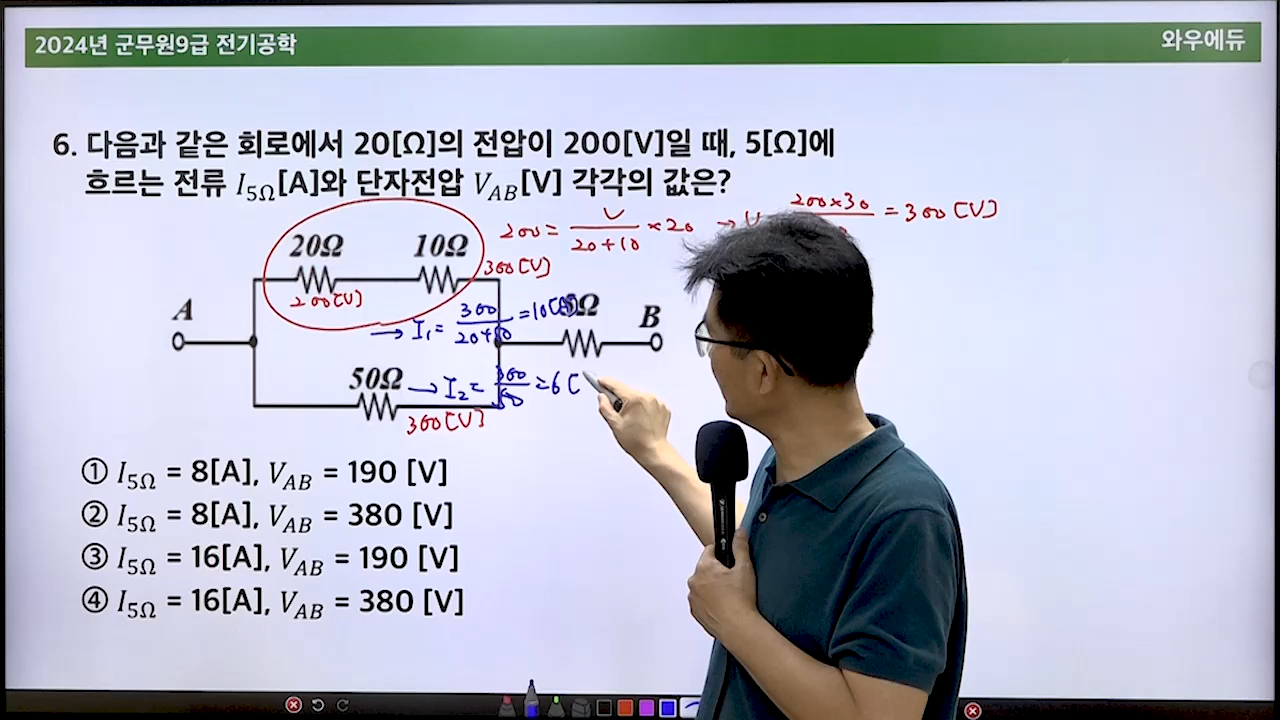 2024년 군무원9급 전기공학
와우에듀
6. 다음과 같은 회로에서 20[Ω]의 전압이 200[V]일 때, 5[Ω]에
흐르는 전류 I5Ω[A]와 단자전압 VAB[V] 각각의 값은?
200 = V / 20+10 × 20 → 200×30 = 300[V]
20Ω 10Ω
200[V] 300[V]
A 5Ω B
→ I₁ = 300 / 20+10 = 10[A]
50Ω → I₂ = 300 / 50 = 6[
300[V]
① I5Ω = 8[A], VAB = 190 [V]
② I5Ω = 8[A], VAB = 380 [V]
③ I5Ω = 16[A], VAB = 190 [V]
④ I5Ω = 16[A], VAB = 380 [V]